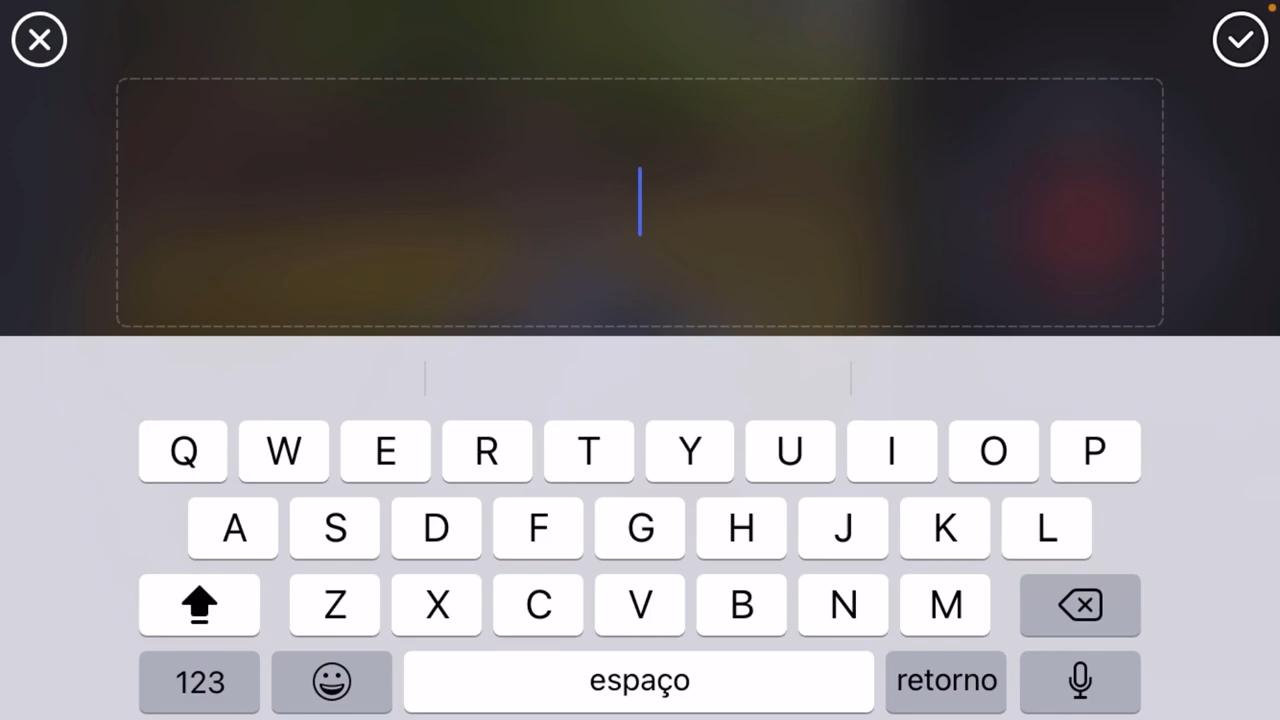 Q W E R T Y U I O P
A S D F G H J K L
Z X C V B N M
123 espaço retorno